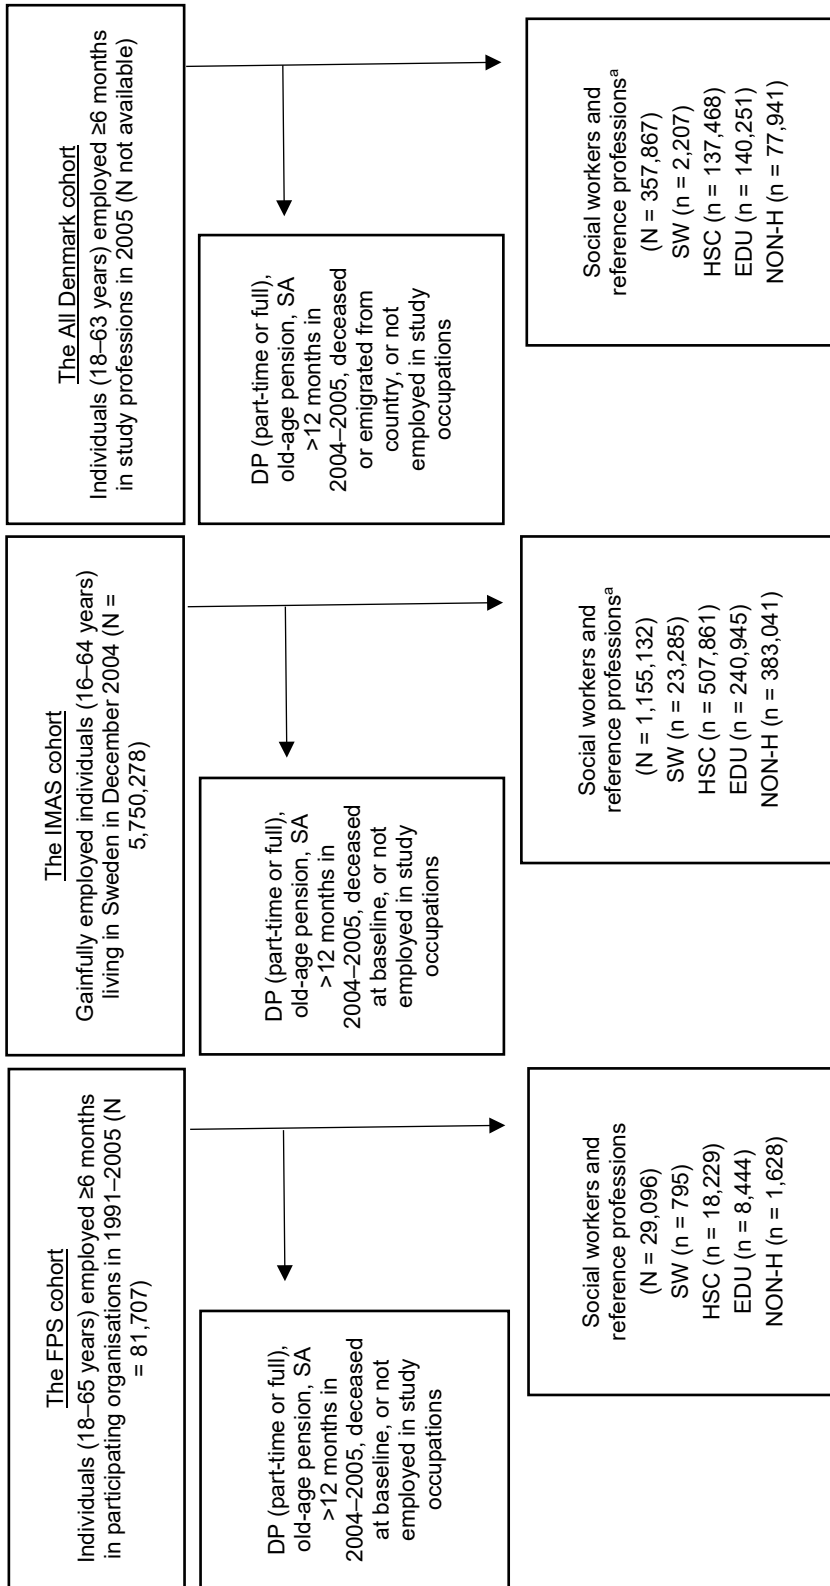 The FPS cohort
Individuals (18–65 years) employed ≥6 months
in participating organisations in 1991–2005 (N
= 81,707)
DP (part-time or full),
old-age pension, SA
>12 months in
2004–2005, deceased
at baseline, or not
employed in study
occupations
Social workers and
reference professions
(N = 29,096)
SW (n = 795)
HSC (n = 18,229)
EDU (n = 8,444)
NON-H (n = 1,628)
The IMAS cohort
Gainfully employed individuals (16–64 years)
living in Sweden in December 2004 (N =
5,750,278)
DP (part-time or full),
old-age pension, SA
>12 months in
2004–2005, deceased
at baseline, or not
employed in study
occupations
Social workers and
reference professionsª
(N = 1,155,132)
SW (n = 23,285)
HSC (n = 507,861)
EDU (n = 240,945)
NON-H (n = 383,041)
The All Denmark cohort
Individuals (18–63 years) employed ≥6 months
in study professions in 2005 (N not available)
DP (part-time or full),
old-age pension, SA
>12 months in
2004–2005, deceased
or emigrated from
country, or not
employed in study
occupations
Social workers and
reference professionsª
(N = 357,867)
SW (n = 2,207)
HSC (n = 137,468)
EDU (n = 140,251)
NON-H (n = 77,941)